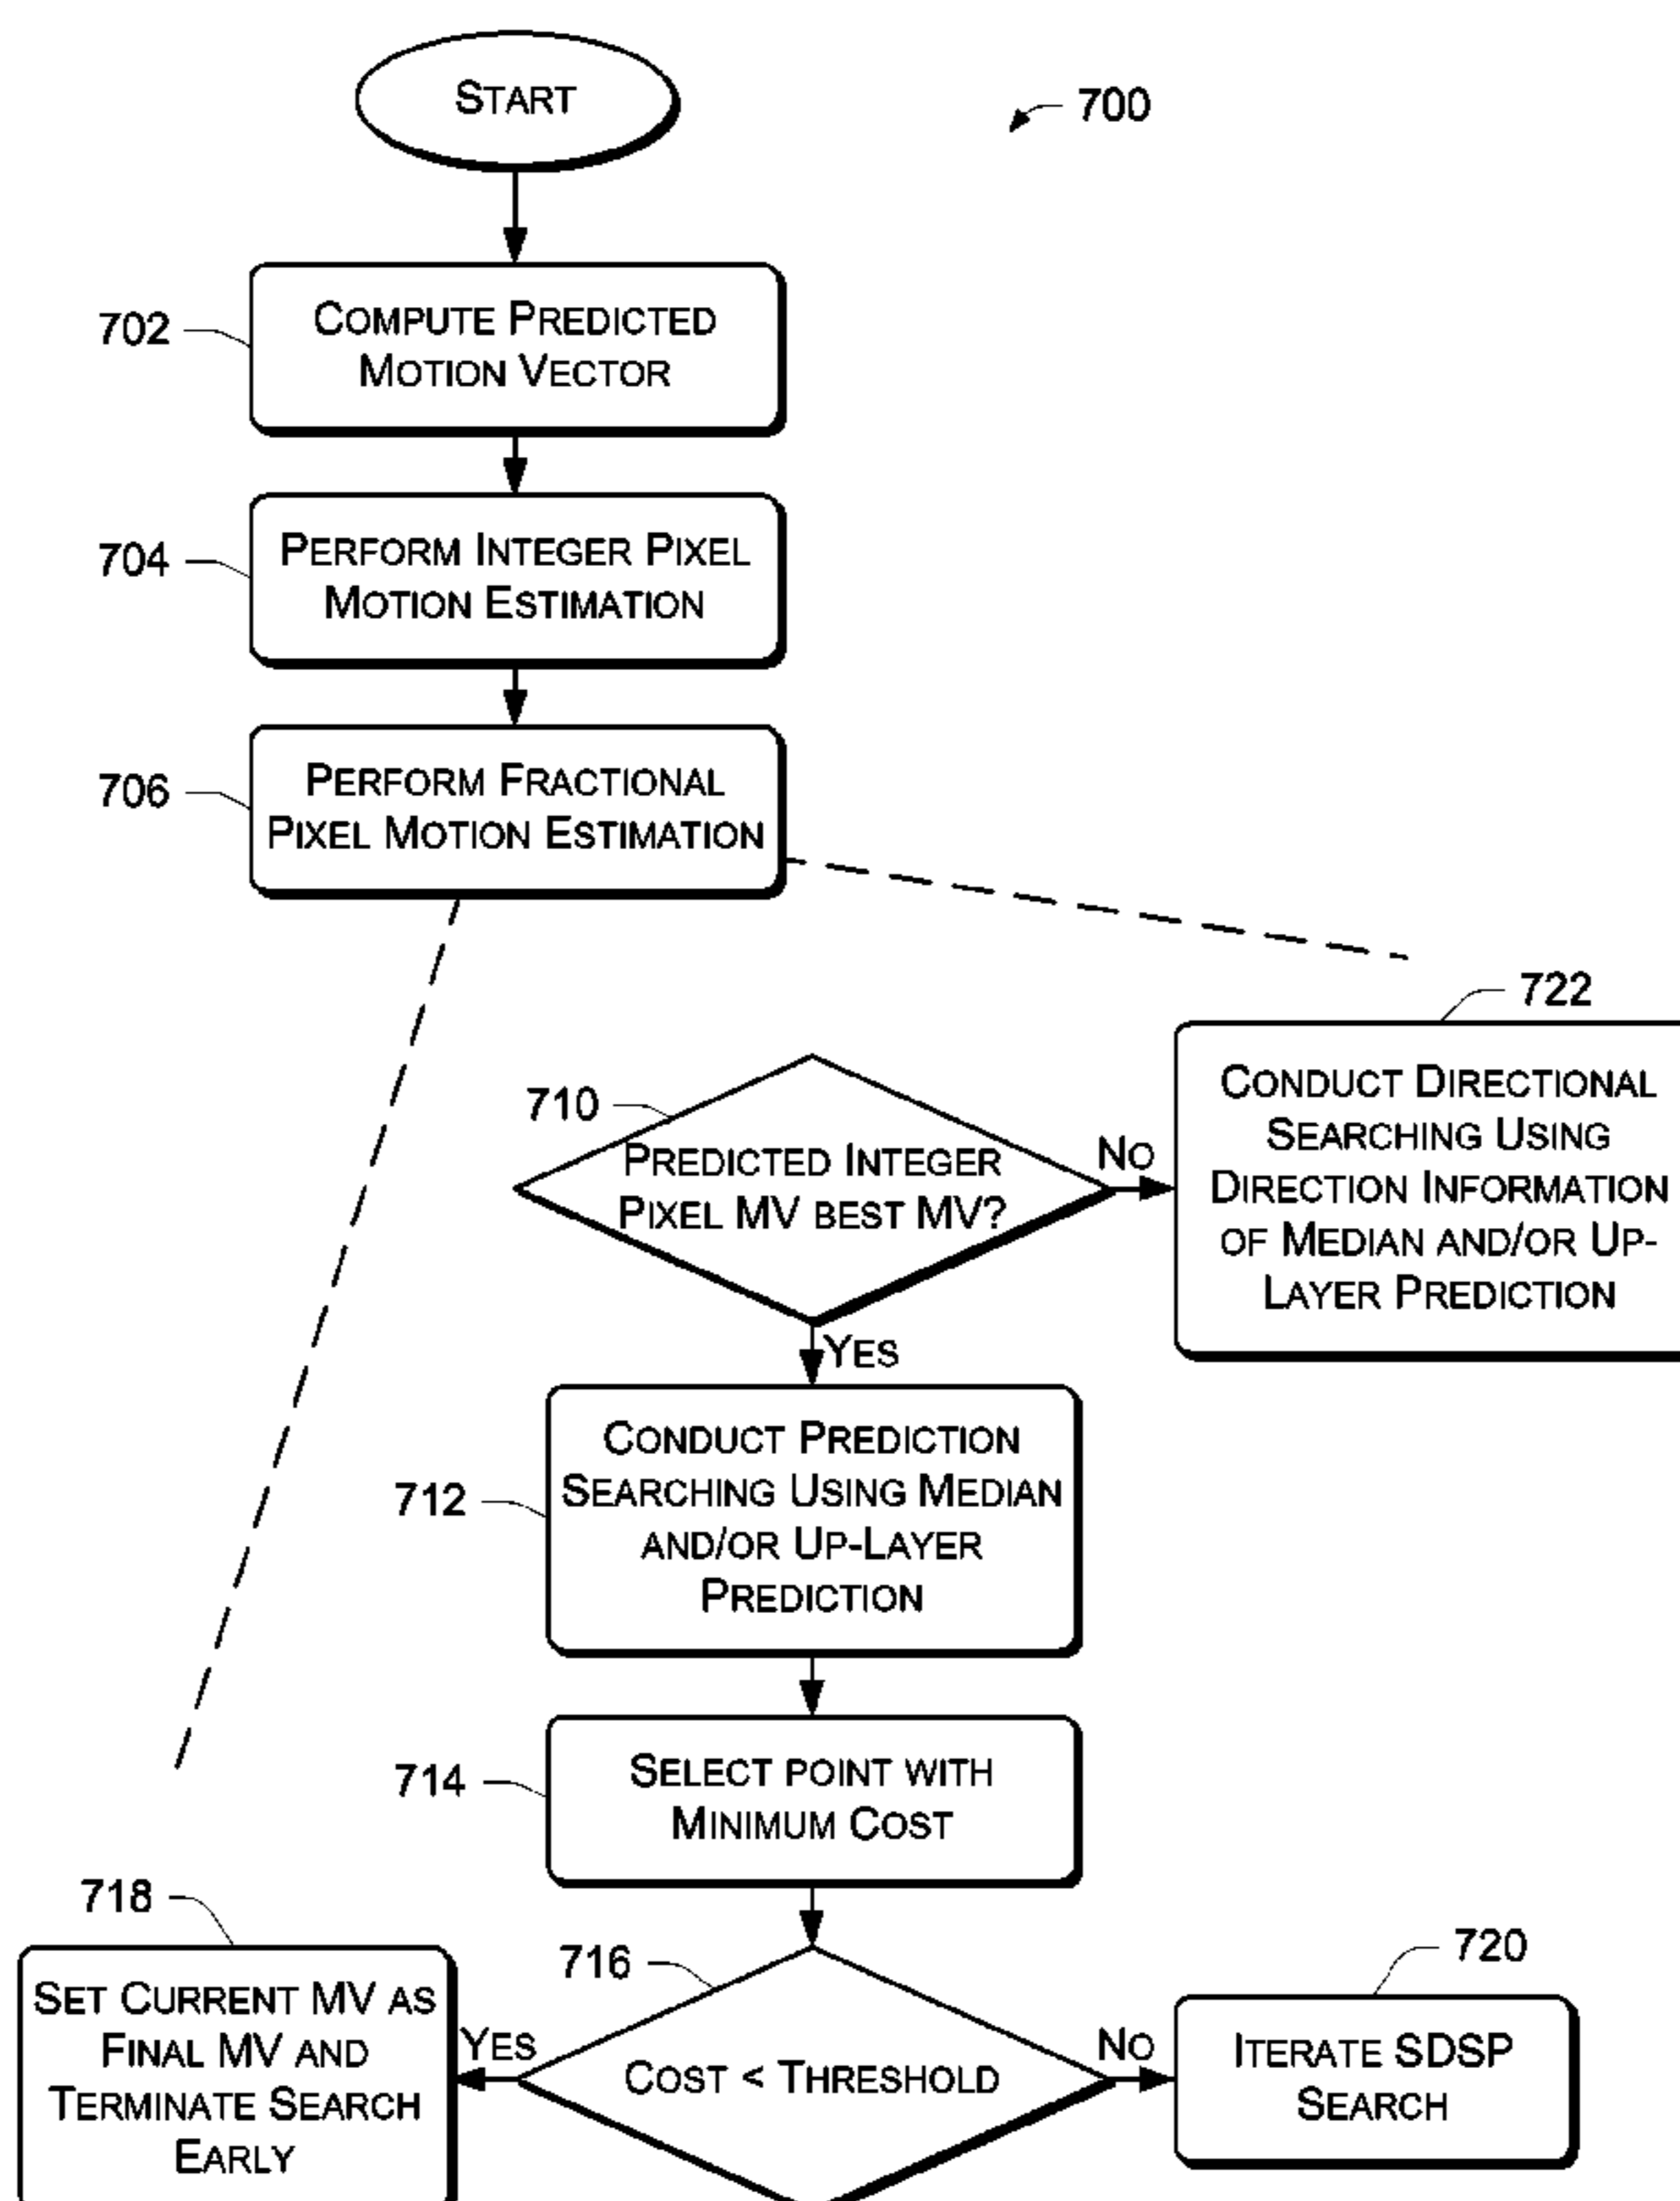 START
700
702
COMPUTE PREDICTED
MOTION VECTOR
704
PERFORM INTEGER PIXEL
MOTION ESTIMATION
706
PERFORM FRACTIONAL
PIXEL MOTION ESTIMATION
722
CONDUCT DIRECTIONAL
SEARCHING USING
DIRECTION INFORMATION
OF MEDIAN AND/OR UP-
LAYER PREDICTION
710
PREDICTED INTEGER
PIXEL MV BEST MV?
NO
YES
712
CONDUCT PREDICTION
SEARCHING USING MEDIAN
AND/OR UP-LAYER
PREDICTION
714
SELECT POINT WITH
MINIMUM COST
716
COST < THRESHOLD
YES
NO
718
SET CURRENT MV AS
FINAL MV AND
TERMINATE SEARCH
EARLY
720
ITERATE SDSP
SEARCH